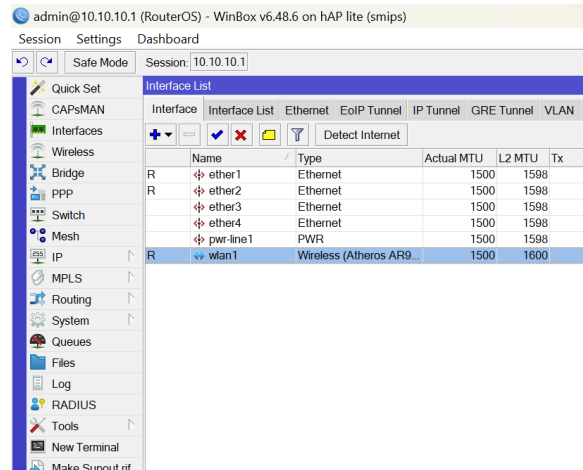 admin@10.10.10.1 (RouterOS) - WinBox v6.48.6 on hAP lite (smips)
Session Settings Dashboard
Safe Mode Session: 10.10.10.1
Quick Set
CAPsMAN
Interfaces
Wireless
Bridge
PPP
Switch
Mesh
IP
MPLS
Routing
System
Queues
Files
Log
RADIUS
Tools
New Terminal
Make Supout.rif
Interface List
Interface Interface List Ethernet EoIP Tunnel IP Tunnel GRE Tunnel VLAN
Detect Internet
Name Type Actual MTU L2 MTU Tx
R ether1 Ethernet 1500 1598
R ether2 Ethernet 1500 1598
ether3 Ethernet 1500 1598
ether4 Ethernet 1500 1598
pwr-line1 PWR 1500 1598
R wlan1 Wireless (Atheros AR9... 1500 1600